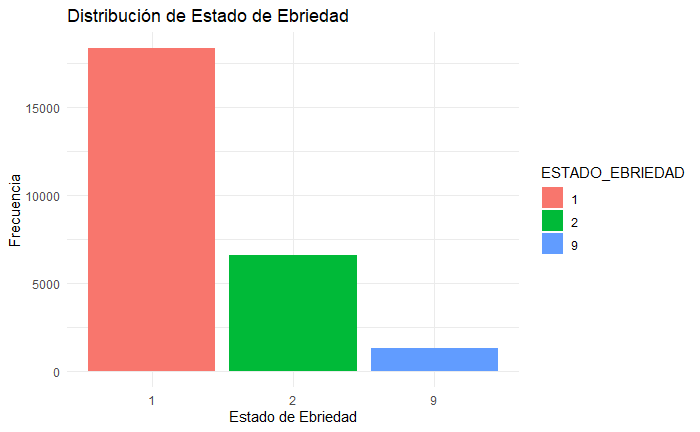 Distribución de Estado de Ebriedad
Frecuencia
15000
10000
5000
0
1
2
9
Estado de Ebriedad
ESTADO_EBRIEDAD
1
2
9